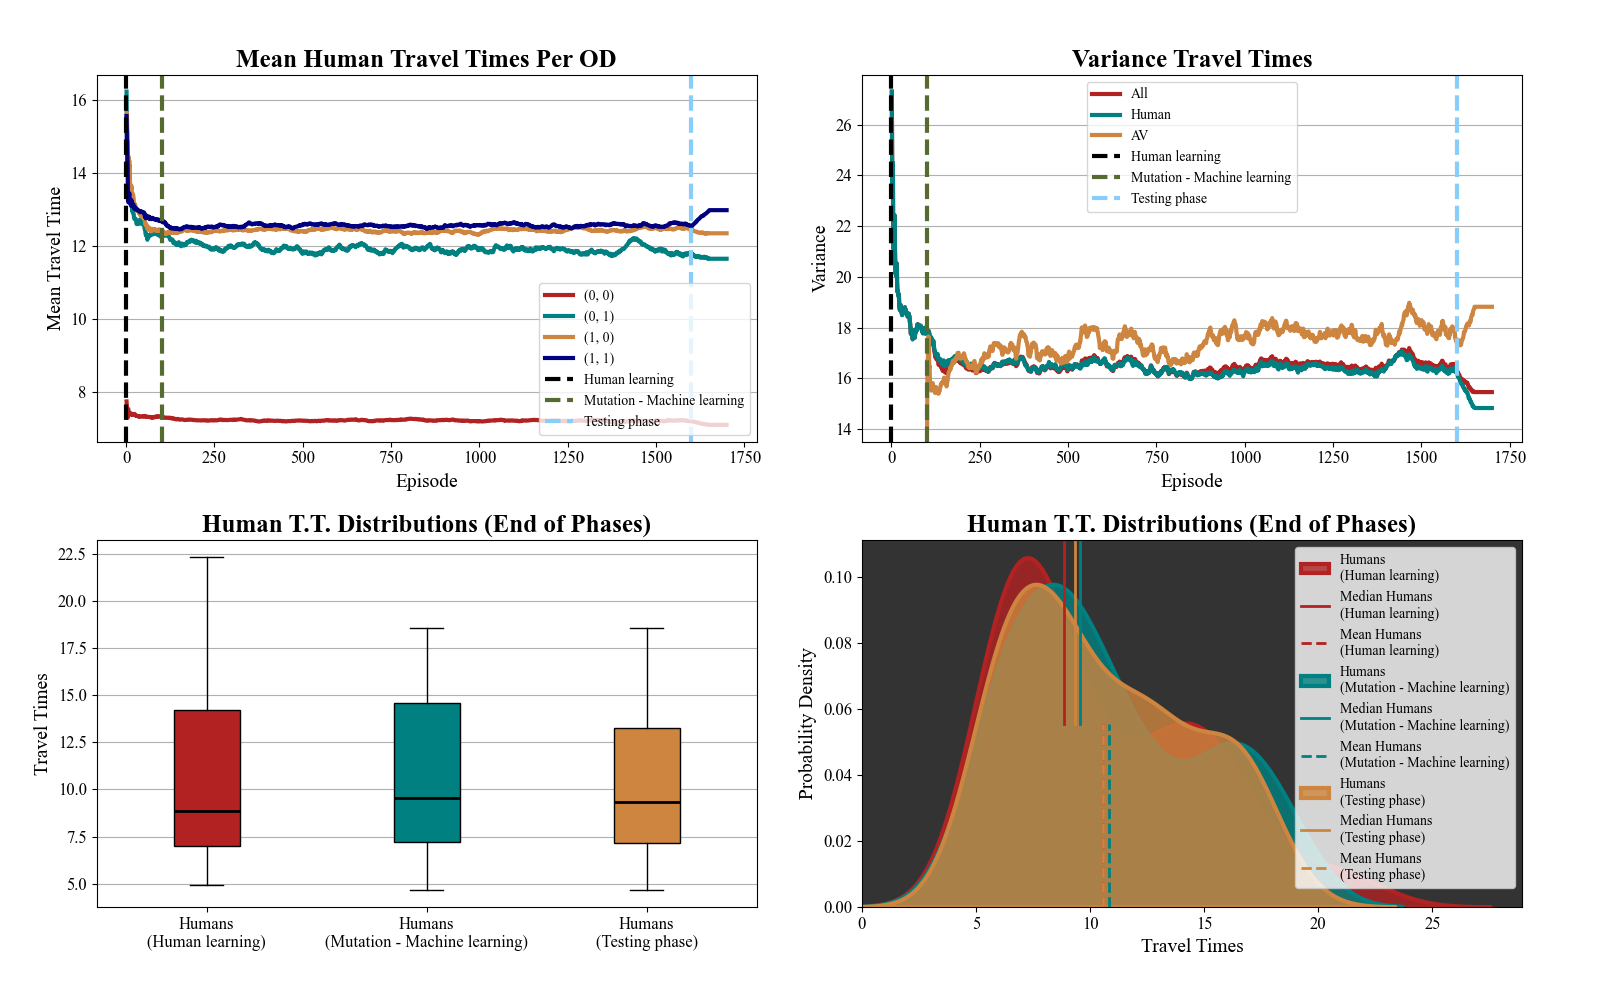 Mean Human Travel Times Per OD
16
14
12
10
8
Mean Travel Time
0
250
500
750
1000
1250
1500
1750
Episode
(0, 0)
(0, 1)
(1, 0)
(1, 1)
Human learning
Mutation - Machine learning
Testing phase
Variance Travel Times
26
24
22
20
18
16
14
Variance
0
250
500
750
1000
1250
1500
1750
Episode
All
Human
AV
Human learning
Mutation - Machine learning
Testing phase
Human T.T. Distributions (End of Phases)
22.5
20.0
17.5
15.0
12.5
10.0
7.5
5.0
Travel Times
Humans
(Human learning)
Humans
(Mutation - Machine learning)
Humans
(Testing phase)
Human T.T. Distributions (End of Phases)
0.10
0.08
0.06
0.04
0.02
0.00
Probability Density
0
5
10
15
20
25
Travel Times
Humans
(Human learning)
Median Humans
(Human learning)
Mean Humans
(Human learning)
Humans
(Mutation - Machine learning)
Median Humans
(Mutation - Machine learning)
Mean Humans
(Mutation - Machine learning)
Humans
(Testing phase)
Median Humans
(Testing phase)
Mean Humans
(Testing phase)